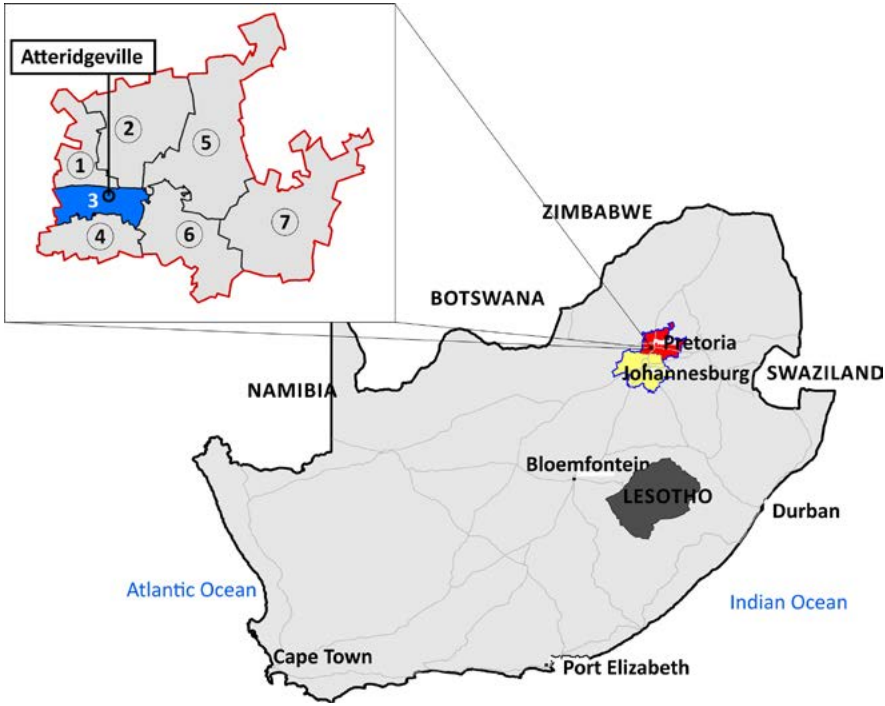 Atteridgeville
2
5
1
3
7
4
6
ZIMBABWE
BOTSWANA
Pretoria
Johannesburg
SWAZILAND
NAMIBIA
Bloemfontein
LESOTHO
Durban
Atlantic Ocean
Indian Ocean
Cape Town
Port Elizabeth